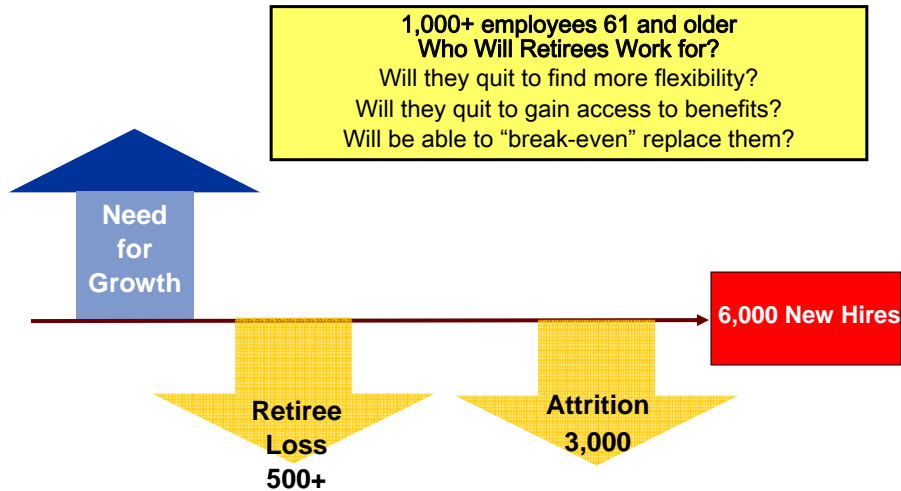 1,000+ employees 61 and older
Who Will Retirees Work for?
Will they quit to find more flexibility?
Will they quit to gain access to benefits?
Will be able to “break-even” replace them?
Need
for
Growth
6,000 New Hires
Retiree
Loss
500+
Attrition
3,000